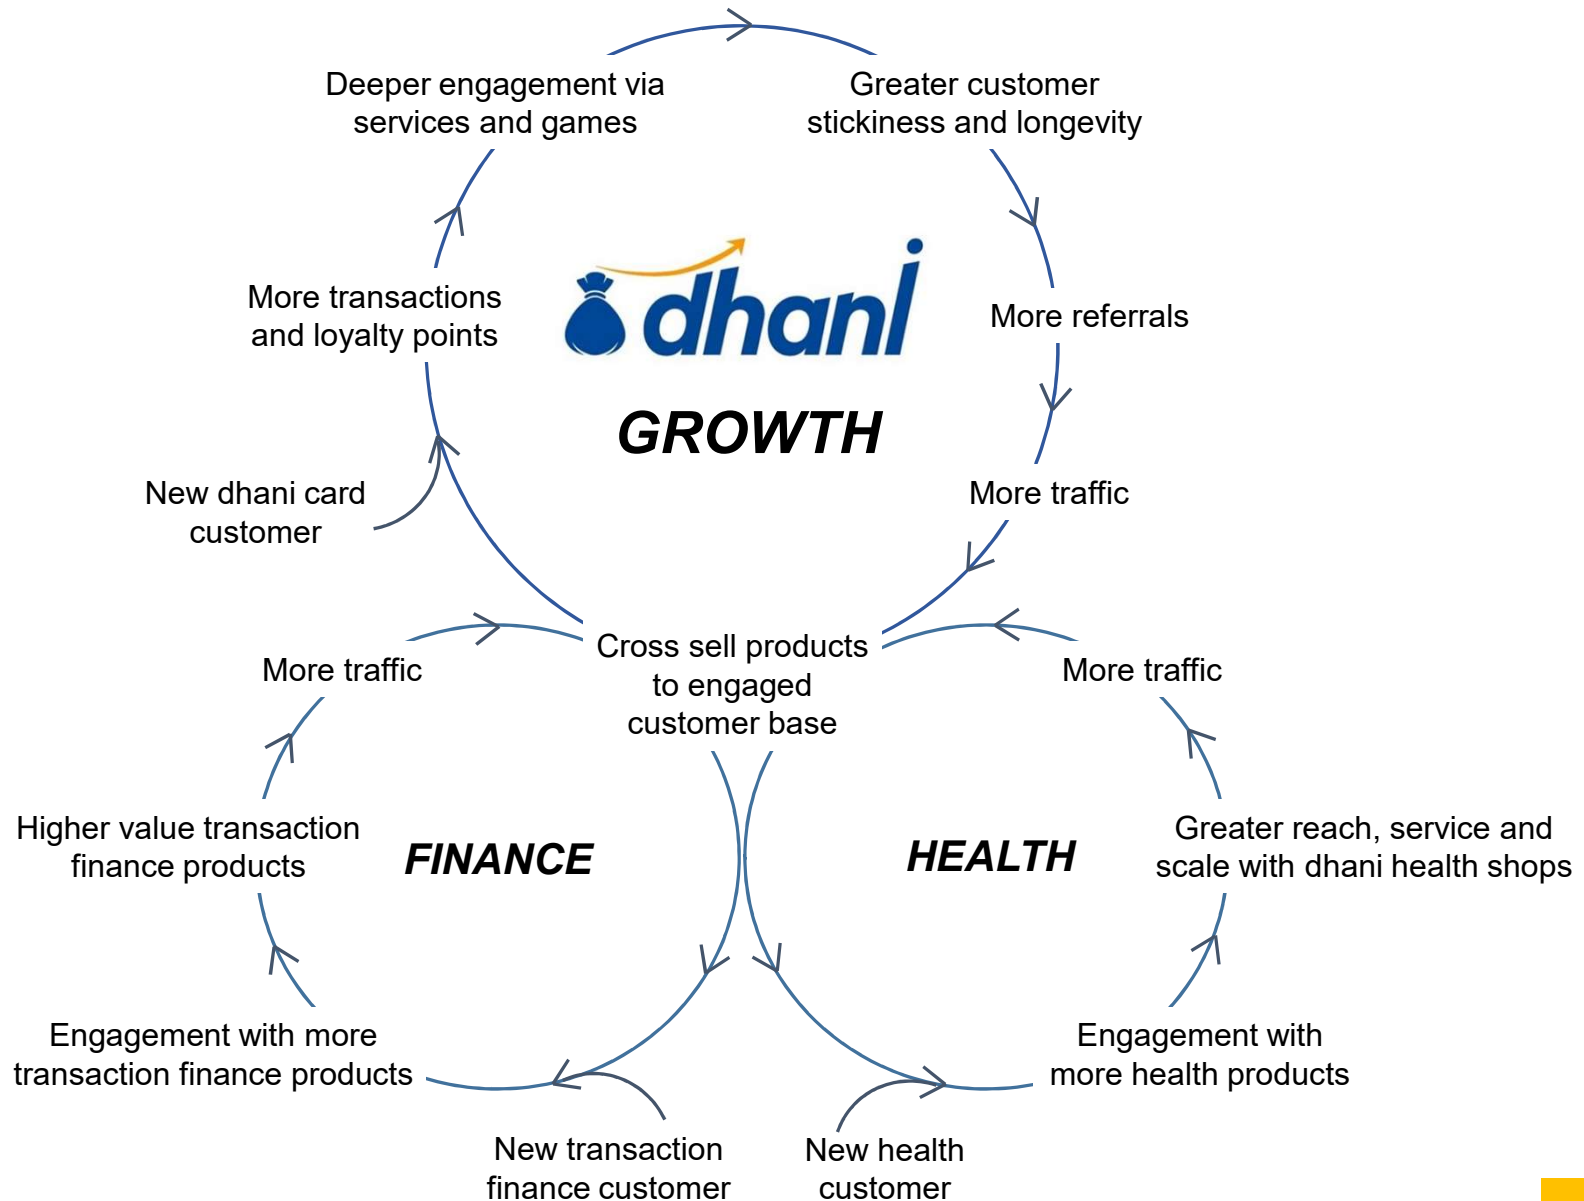 Deeper engagement via
services and games
Greater customer
stickiness and longevity
More transactions
and loyalty points
dhani
More referrals
GROWTH
New dhani card
customer
More traffic
Cross sell products
to engaged
customer base
More traffic
More traffic
Higher value transaction
finance products
FINANCE
HEALTH
Greater reach, service and
scale with dhani health shops
Engagement with more
transaction finance products
Engagement with
more health products
New transaction
finance customer
New health
customer